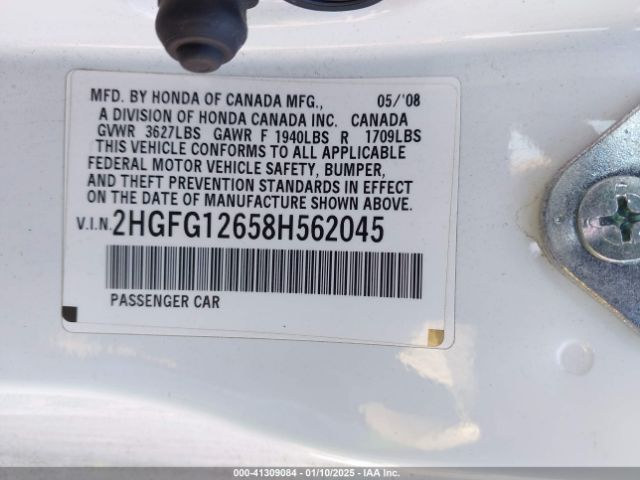 MFD. BY HONDA OF CANADA MFG., 05/'08
A DIVISION OF HONDA CANADA INC. CANADA
GVWR 3627LBS GAWR F 1940LBS R 1709LBS
THIS VEHICLE CONFORMS TO ALL APPLICABLE
FEDERAL MOTOR VEHICLE SAFETY, BUMPER,
AND THEFT PREVENTION STANDARDS IN EFFECT
ON THE DATE OF MANUFACTURE SHOWN ABOVE.
V.I.N. 2HGFG12658H562045
PASSENGER CAR
000-41309084 - 01/10/2025 - IAA Inc.